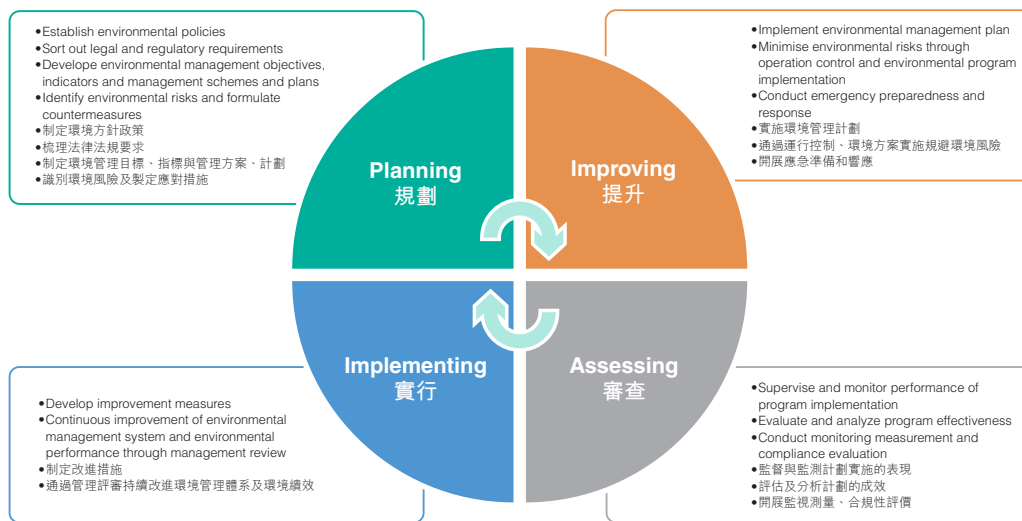 •Establish environmental policies
•Sort out legal and regulatory requirements
•Develope environmental management objectives,
indicators and management schemes and plans
•Identify environmental risks and formulate
countermeasures
•制定環境方針政策
•梳理法律法規要求
•制定環境管理目標、指標與管理方案、計劃
•識別環境風險及製定應對措施
Planning
規劃
•Implement environmental management plan
•Minimise environmental risks through
operation control and environmental program
implementation
•Conduct emergency preparedness and
response
•實施環境管理計劃
•通過運行控制、環境方案實施規避環境風險
•開展應急準備和響應
Improving
提升
Implementing
實行
•Develop improvement measures
•Continuous improvement of environmental
management system and environmental
performance through management review
•制定改進措施
•通過管理評審持續改進環境管理體系及環境績效
Assessing
審查
•Supervise and monitor performance of
program implementation
•Evaluate and analyze program effectiveness
•Conduct monitoring measurement and
compliance evaluation
•監督與監測計劃實施的表現
•評估及分析計劃的成效
•開展監視測量、合規性評價